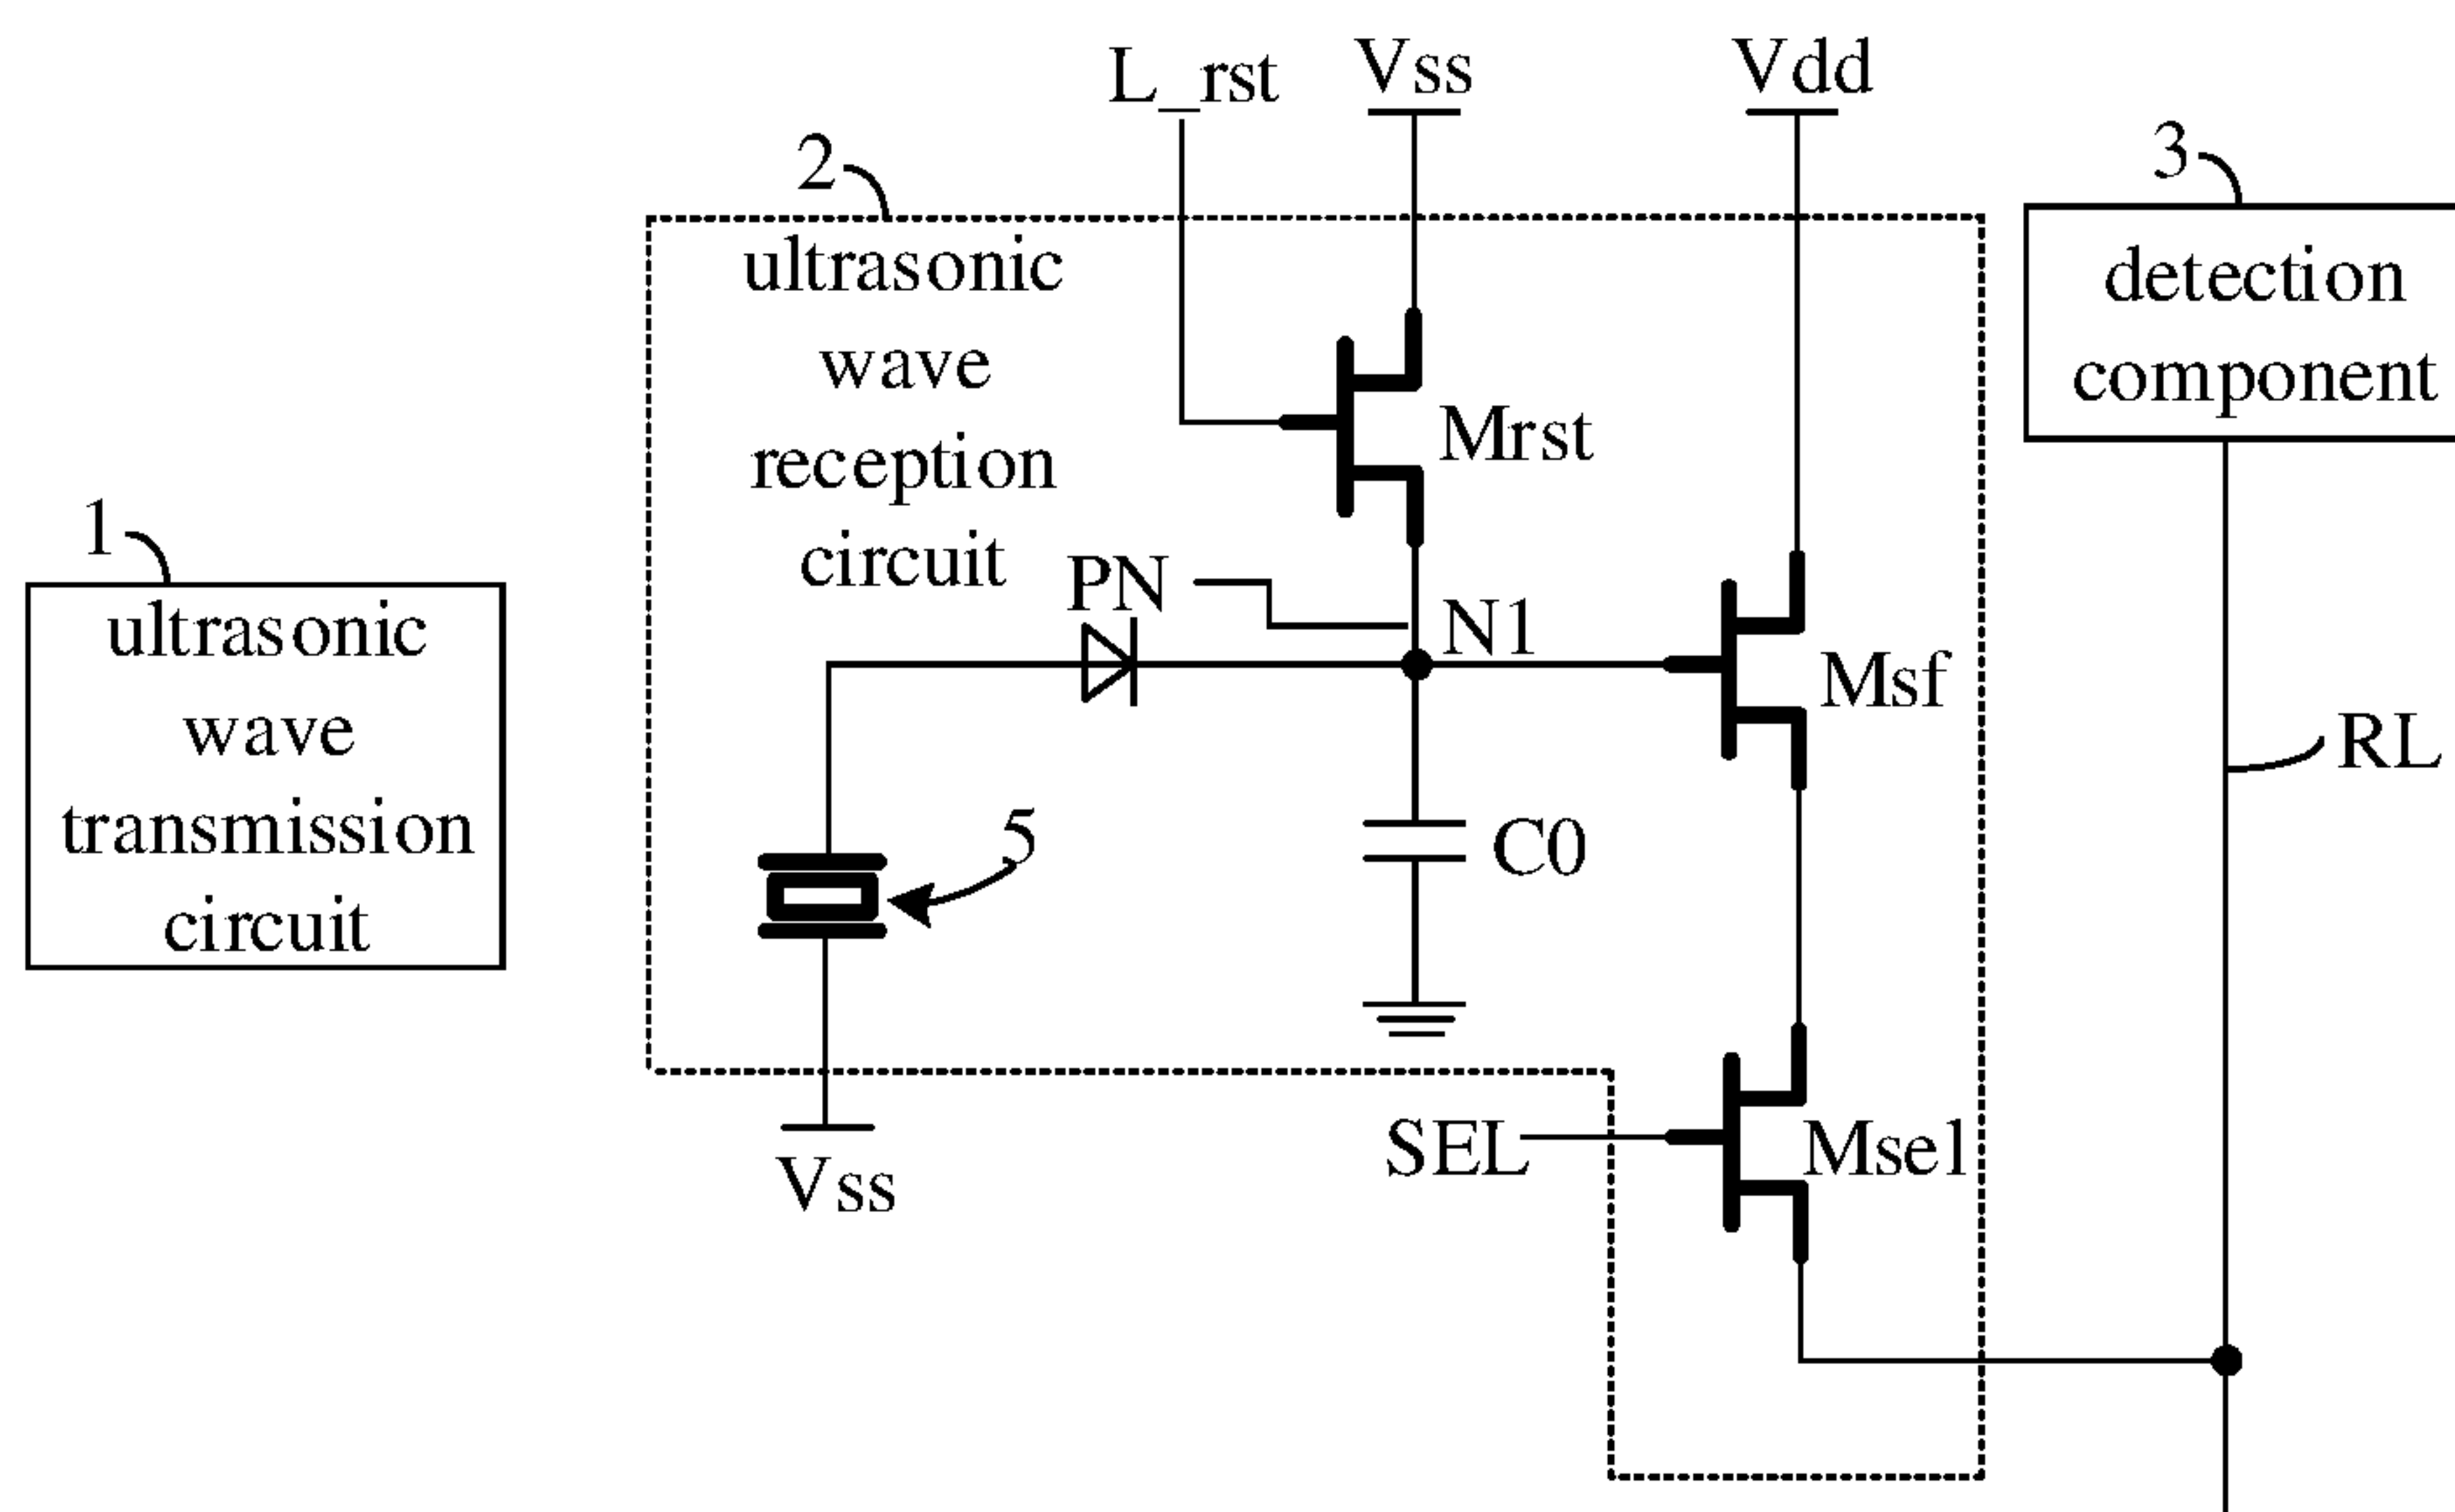 L_rst
Vss
Vdd
2
3
ultrasonic
wave
reception
circuit
detection
component
Mrst
1
ultrasonic
wave
transmission
circuit
PN
N1
Msf
RL
5
C0
SEL
Msel
Vss